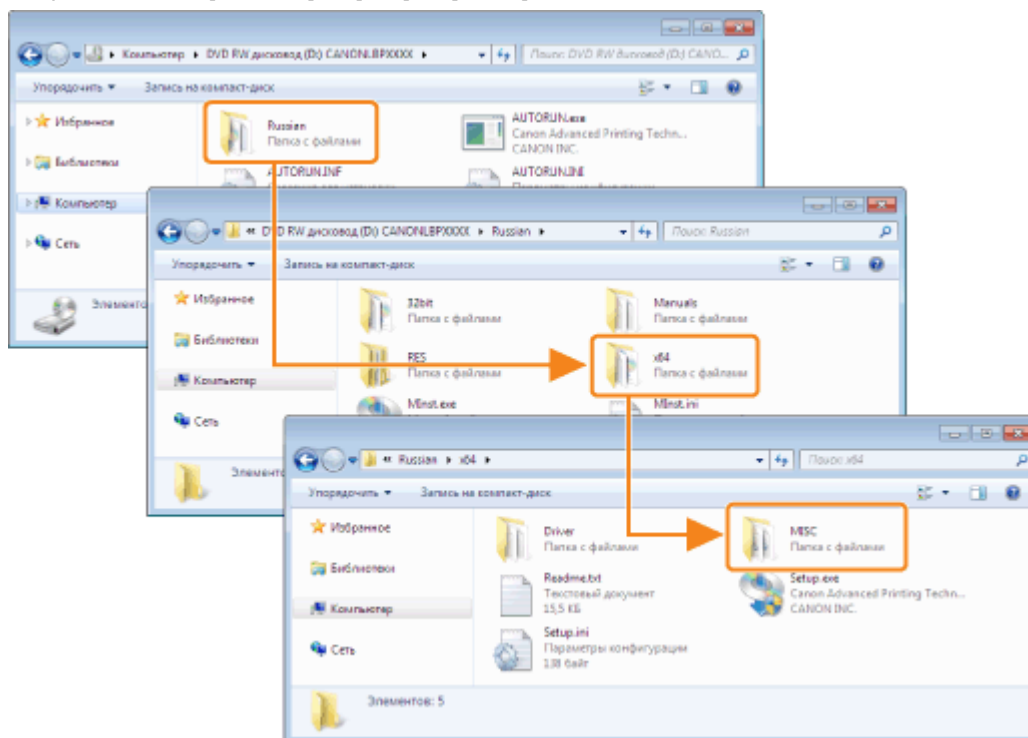 Компьютер ▸ DVD RW дисковод (D:) CANONLBPXXXX ▸
Поиск: DVD RW дисковод (D:) CANO...
Упорядочить ▾ Запись на компакт-диск
Избранное
Библиотеки
Компьютер
Сеть
Russian
Папка с файлами
AUTORUN.exe
Canon Advanced Printing Techn...
CANON INC.
AUTORUN.INF
AUTORUN.INI
« DVD RW дисковод (D:) CANONLBPXXXX ▸ Russian ▸
Поиск: Russian
Упорядочить ▾ Запись на компакт-диск
Избранное
Библиотеки
Компьютер
Сеть
32bit
Папка с файлами
Manuals
Папка с файлами
RES
Папка с файлами
x64
Папка с файлами
MInst.exe
MInst.ini
« Russian ▸ x64 ▸
Поиск: x64
Упорядочить ▾ Запись на компакт-диск
Избранное
Библиотеки
Компьютер
Сеть
Driver
Папка с файлами
MISC
Папка с файлами
Readme.txt
Текстовый документ
15,5 КБ
Setup.exe
Canon Advanced Printing Techn...
CANON INC.
Setup.ini
Параметры конфигурации
138 байт
Элементов: 5